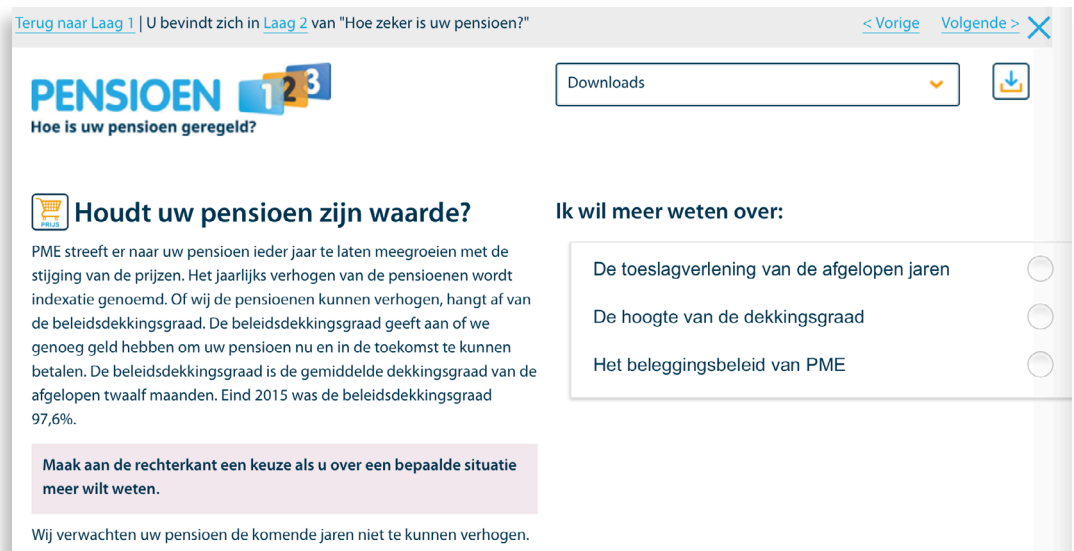 Terug naar Laag 1 | U bevindt zich in Laag 2 van "Hoe zeker is uw pensioen?"
< Vorige Volgende >
PENSIOEN 123
Hoe is uw pensioen geregeld?
Downloads
PRIJS
Houdt uw pensioen zijn waarde?
PME streeft er naar uw pensioen ieder jaar te laten meegroeien met de
stijging van de prijzen. Het jaarlijks verhogen van de pensioenen wordt
indexatie genoemd. Of wij de pensioenen kunnen verhogen, hangt af van
de beleidsdekkingsgraad. De beleidsdekkingsgraad geeft aan of we
genoeg geld hebben om uw pensioen nu en in de toekomst te kunnen
betalen. De beleidsdekkingsgraad is de gemiddelde dekkingsgraad van de
afgelopen twaalf maanden. Eind 2015 was de beleidsdekkingsgraad
97,6%.
Maak aan de rechterkant een keuze als u over een bepaalde situatie
meer wilt weten.
Wij verwachten uw pensioen de komende jaren niet te kunnen verhogen.
Ik wil meer weten over:
De toeslagverlening van de afgelopen jaren
De hoogte van de dekkingsgraad
Het beleggingsbeleid van PME